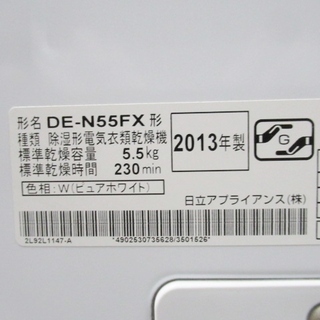 形名 DE-N55FX 形
種類 除湿形電気衣類乾燥機
標準乾燥容量 5.5kg
標準乾燥時間 230min
2013年製
G
色相:W(ピュアホワイト)
日立アプライアンス(株)
2L92L1147-A
*4902530735628/3501526*